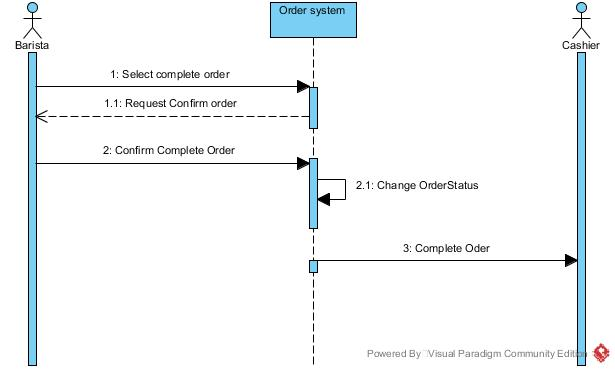 Order system
Barista
Cashier
1: Select complete order
1.1: Request Confirm order
2: Confirm Complete Order
2.1: Change OrderStatus
3: Complete Oder
Powered By Visual Paradigm Community Edition